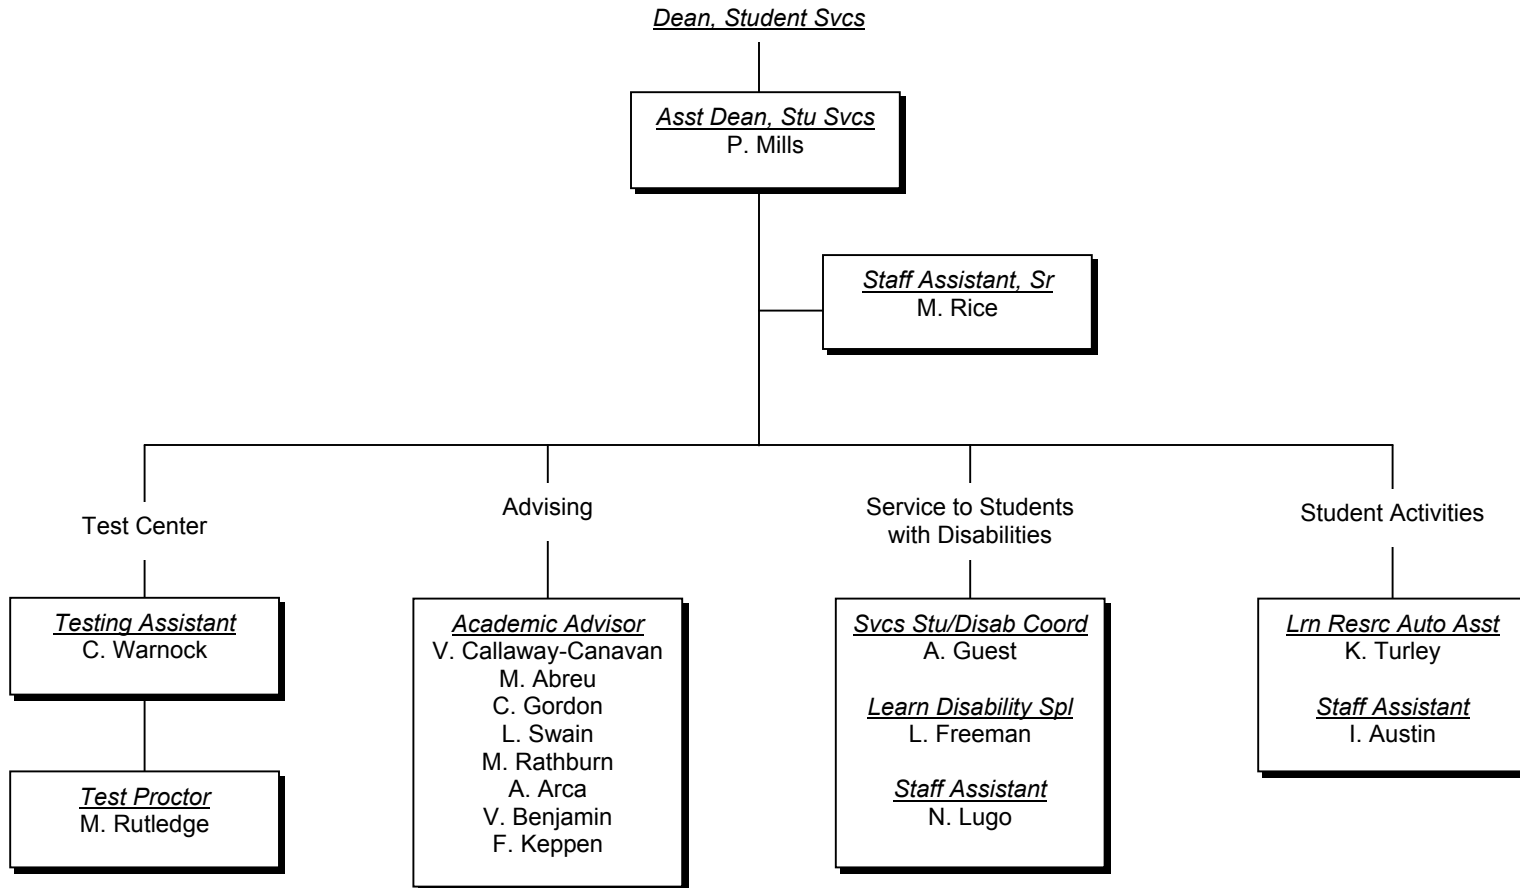 Dean, Student Svcs
Asst Dean, Stu Svcs
P. Mills
Staff Assistant, Sr
M. Rice
Test Center
Testing Assistant
C. Warnock
Test Proctor
M. Rutledge
Advising
Academic Advisor
V. Callaway-Canavan
M. Abreu
C. Gordon
L. Swain
M. Rathburn
A. Arca
V. Benjamin
F. Keppen
Service to Students
with Disabilities
Svcs Stu/Disab Coord
A. Guest
Learn Disability Spl
L. Freeman
Staff Assistant
N. Lugo
Student Activities
Lrn Resrc Auto Asst
K. Turley
Staff Assistant
I. Austin